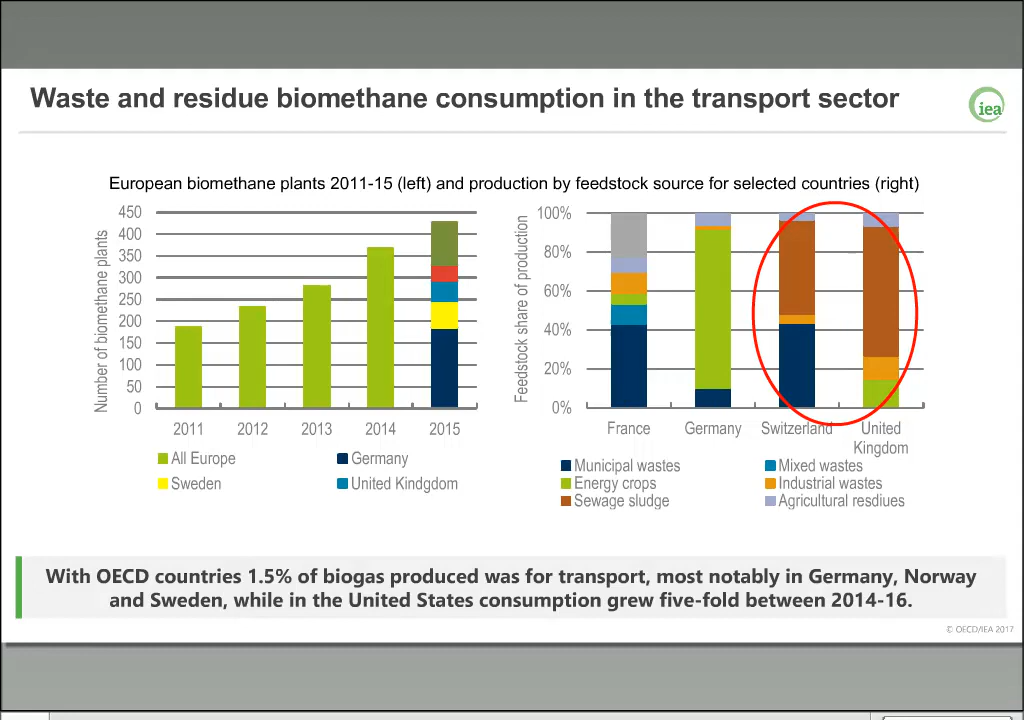 Waste and residue biomethane consumption in the transport sector
iea
European biomethane plants 2011-15 (left) and production by feedstock source for selected countries (right)
Number of biomethane plants
450
400
350
300
250
200
150
100
50
0
2011 2012 2013 2014 2015
All Europe Germany
Sweden United Kindgdom
Feedstock share of production
100%
80%
60%
40%
20%
0%
France Germany Switzerland United
Kingdom
Municipal wastes Mixed wastes
Energy crops Industrial wastes
Sewage sludge Agricultural resdiues
With OECD countries 1.5% of biogas produced was for transport, most notably in Germany, Norway
and Sweden, while in the United States consumption grew five-fold between 2014-16.
© OECD/IEA 2017